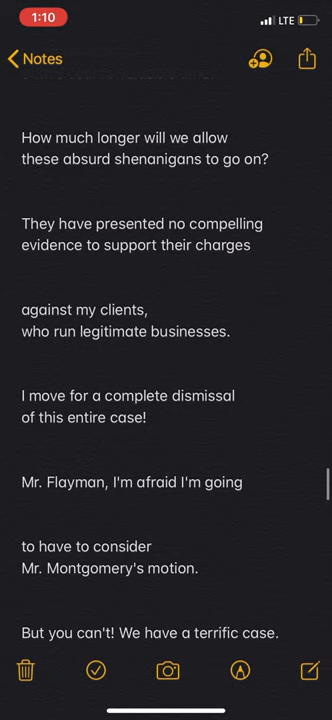 1:10
LTE
Notes
How much longer will we allow
these absurd shenanigans to go on?
They have presented no compelling
evidence to support their charges
against my clients,
who run legitimate businesses.
I move for a complete dismissal
of this entire case!
Mr. Flayman, I'm afraid I'm going
to have to consider
Mr. Montgomery's motion.
But you can't! We have a terrific case.